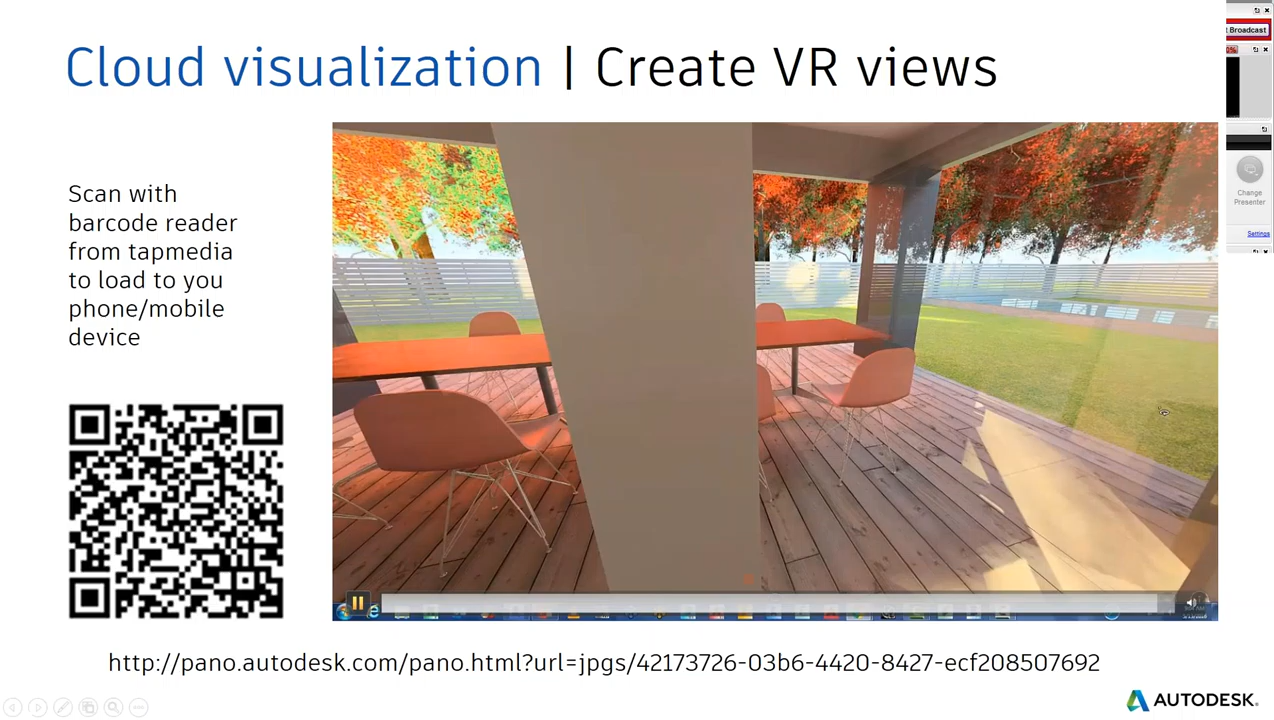 Cloud visualization | Create VR views
Scan with
barcode reader
from tapmedia
to load to you
phone/mobile
device
http://pano.autodesk.com/pano.html?url=jpgs/42173726-03b6-4420-8427-ecf208507692
AUTODESK.
t Broadcast
Change
Presenter
Settings